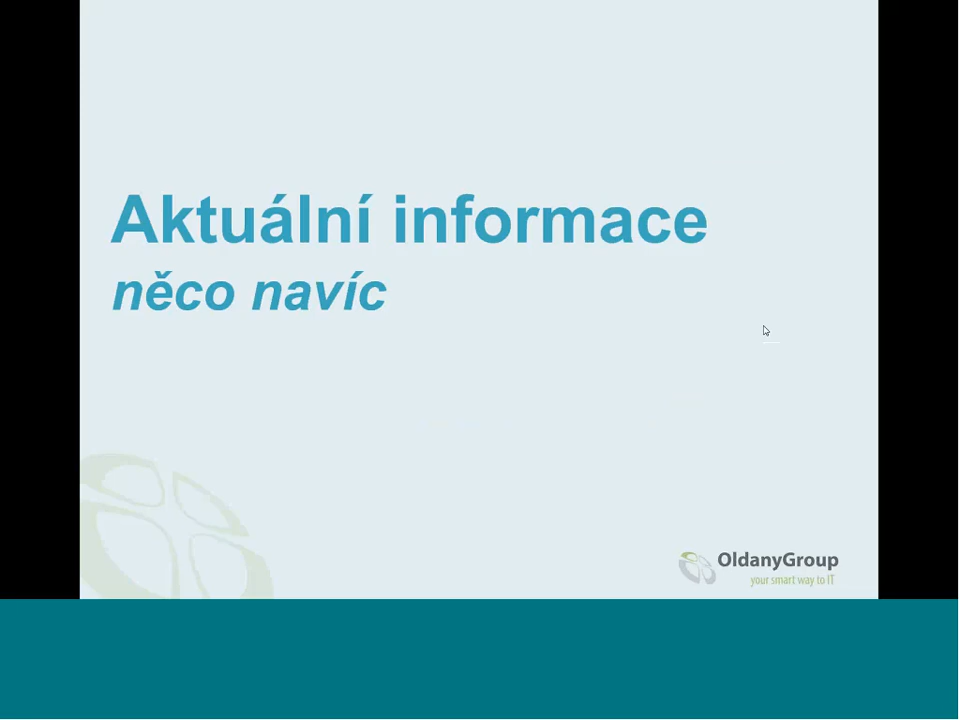 Aktuální informace
něco navíc
OldanyGroup
your smart way to IT